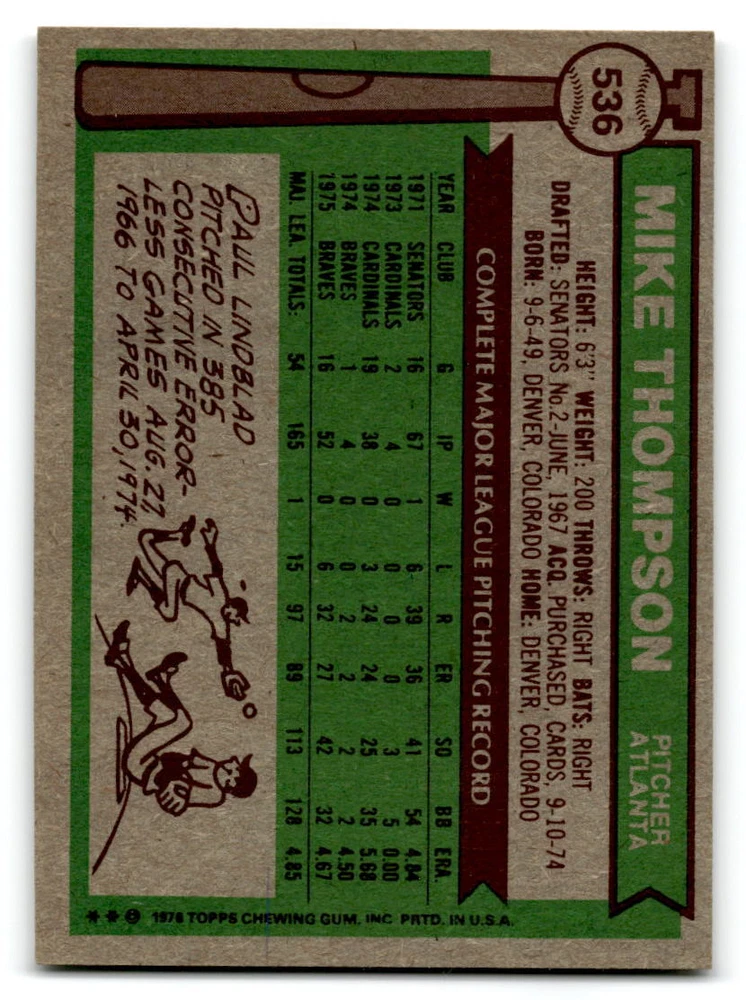 536
MIKE THOMPSON
PITCHER
ATLANTA
HEIGHT: 6'3" WEIGHT: 200 THROWS: RIGHT BATS: RIGHT
DRAFTED: SENATORS No.2-JUNE, 1967 ACQ. PURCHASED, CARDS, 9-10-74
BORN: 9-6-49, DENVER, COLORADO HOME: DENVER, COLORADO
COMPLETE MAJOR LEAGUE PITCHING RECORD
YEAR CLUB G IP W L R ER SO BB ERA.
1971 SENATORS 16 67 1 6 39 36 41 54 4.84
1973 CARDINALS 2 4 0 0 0 0 3 5 0.00
1974 CARDINALS 19 38 0 3 24 24 25 35 5.68
1974 BRAVES 1 4 0 0 2 2 2 2 4.50
1975 BRAVES 16 52 0 6 32 27 42 32 4.67
MAJ. LEA. TOTALS: 54 165 1 15 97 89 113 128 4.85
PAUL LINDBLAD
PITCHED IN 385
CONSECUTIVE ERROR-
LESS GAMES AUG. 27,
1966 TO APRIL 30, 1974.
** © 1976 TOPPS CHEWING GUM, INC PRTD. IN U.S.A.